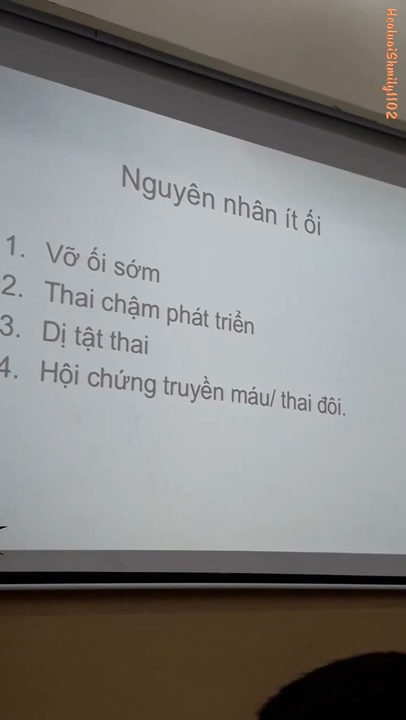 HeoluoiShmily1102
Nguyên nhân ít ối
1. Vỡ ối sớm
2. Thai chậm phát triển
3. Dị tật thai
4. Hội chứng truyền máu/ thai đôi.